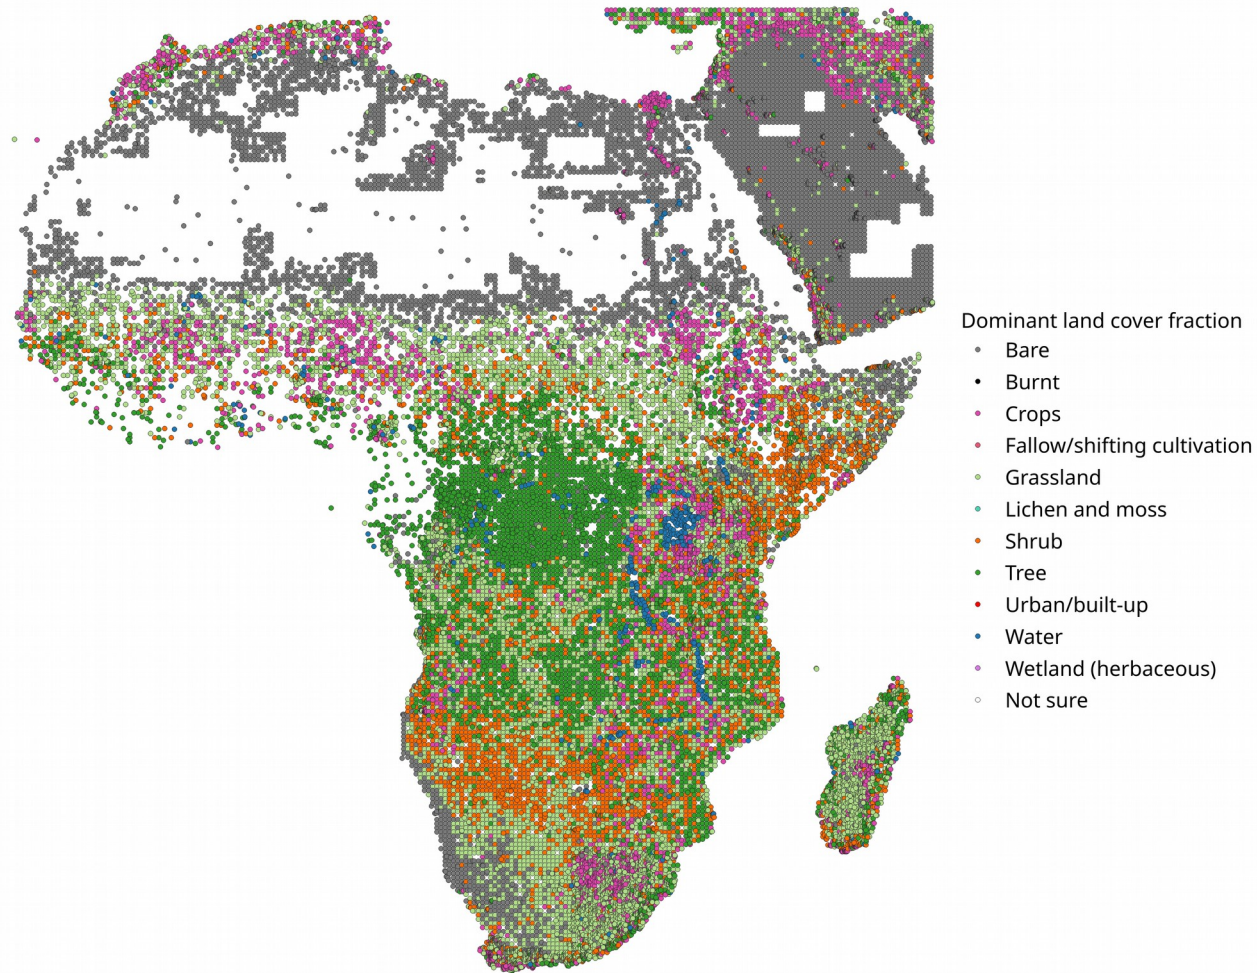 Dominant land cover fraction
Bare
Burnt
Crops
Fallow/shifting cultivation
Grassland
Lichen and moss
Shrub
Tree
Urban/built-up
Water
Wetland (herbaceous)
Not sure